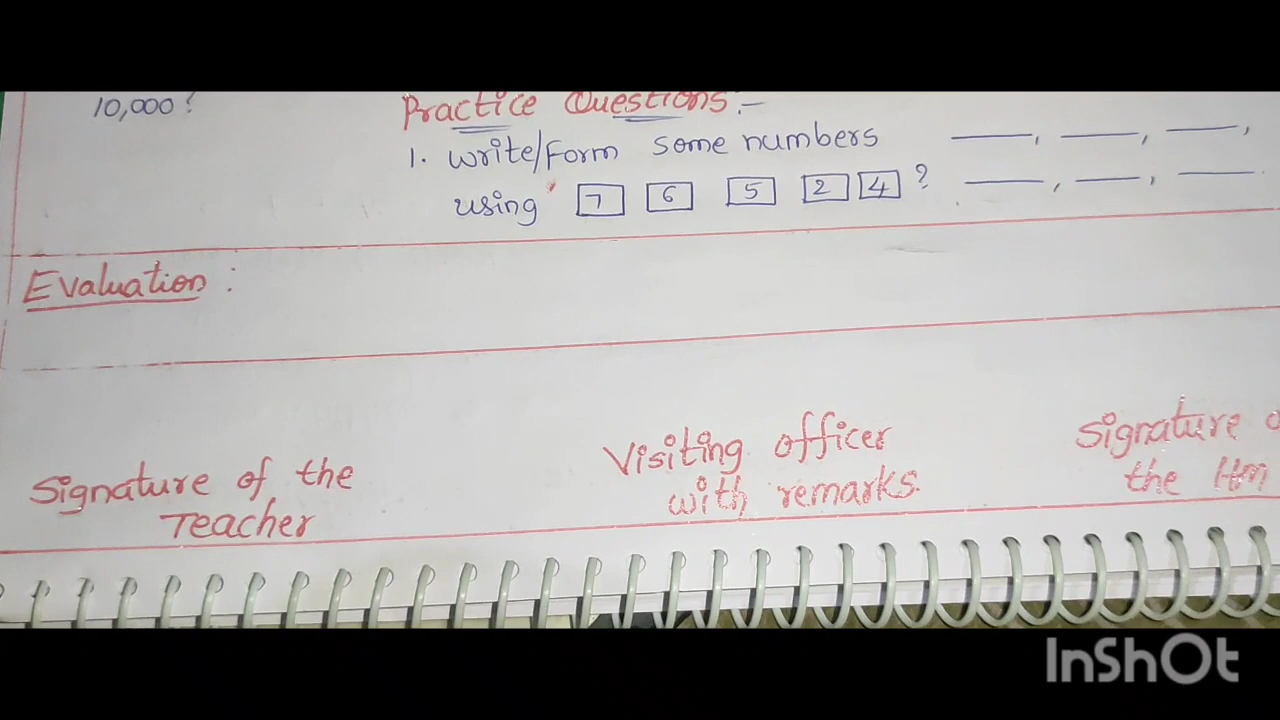 10,000?
Practice Questions:-
1. Write/Form some numbers ——, ——, ——,
using 7 6 5 2 4 ? ——, ——, ——.
Evaluation :
Signature of the
Teacher
Visiting officer
with remarks.
Signature o
the HM
InShOt